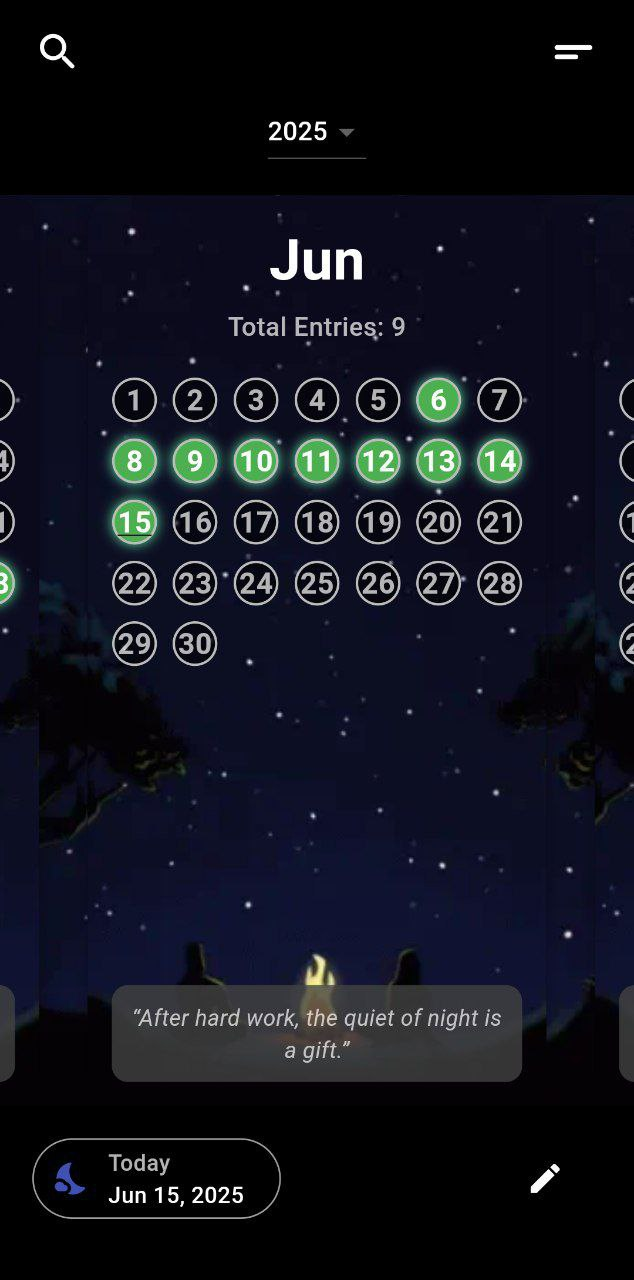 2025
Jun
Total Entries: 9
1 2 3 4 5 6 7
4 8 9 10 11 12 13 14
15 16 17 18 19 20 21
22 23 24 25 26 27 28
29 30
“After hard work, the quiet of night is
a gift.”
Today
Jun 15, 2025